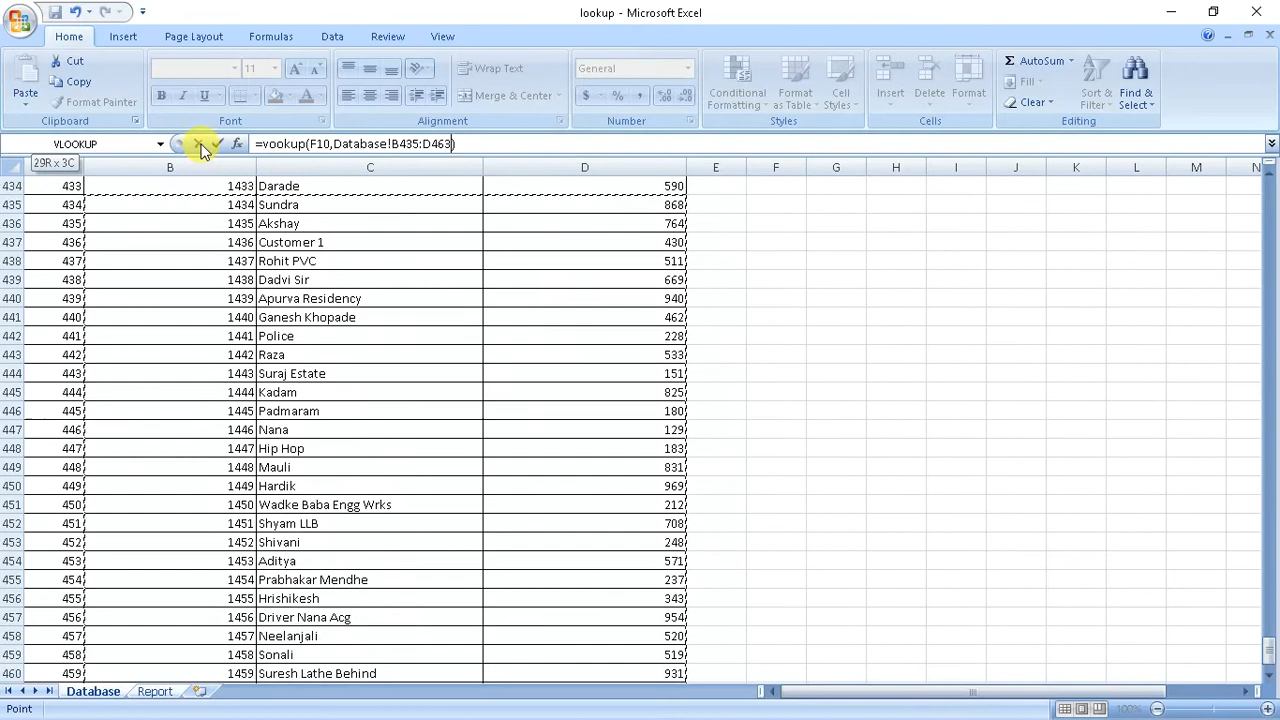 lookup - Microsoft Excel
Home Insert Page Layout Formulas Data Review View
Paste Cut Copy Format Painter
Clipboard
11
B I U A
Font
Wrap Text
Merge & Center
Alignment
General
$ % ,
Number
Conditional Formatting Format as Table Cell Styles
Styles
Insert Delete Format
Cells
Σ AutoSum Fill Clear Sort & Filter Find & Select
Editing
VLOOKUP fx =vookup(F10,Database!B435:D463)
29R x 3C
B C D E F G H I J K L M N
434 433 1433 Darade 590
435 434 1434 Sundra 868
436 435 1435 Akshay 764
437 436 1436 Customer 1 430
438 437 1437 Rohit PVC 511
439 438 1438 Dadvi Sir 669
440 439 1439 Apurva Residency 940
441 440 1440 Ganesh Khopade 462
442 441 1441 Police 228
443 442 1442 Raza 533
444 443 1443 Suraj Estate 151
445 444 1444 Kadam 825
446 445 1445 Padmaram 180
447 446 1446 Nana 129
448 447 1447 Hip Hop 183
449 448 1448 Mauli 831
450 449 1449 Hardik 969
451 450 1450 Wadke Baba Engg Wrks 212
452 451 1451 Shyam LLB 708
453 452 1452 Shivani 248
454 453 1453 Aditya 571
455 454 1454 Prabhakar Mendhe 237
456 455 1455 Hrishikesh 343
457 456 1456 Driver Nana Acg 954
458 457 1457 Neelanjali 520
459 458 1458 Sonali 519
460 459 1459 Suresh Lathe Behind 931
Database Report
Point 100%